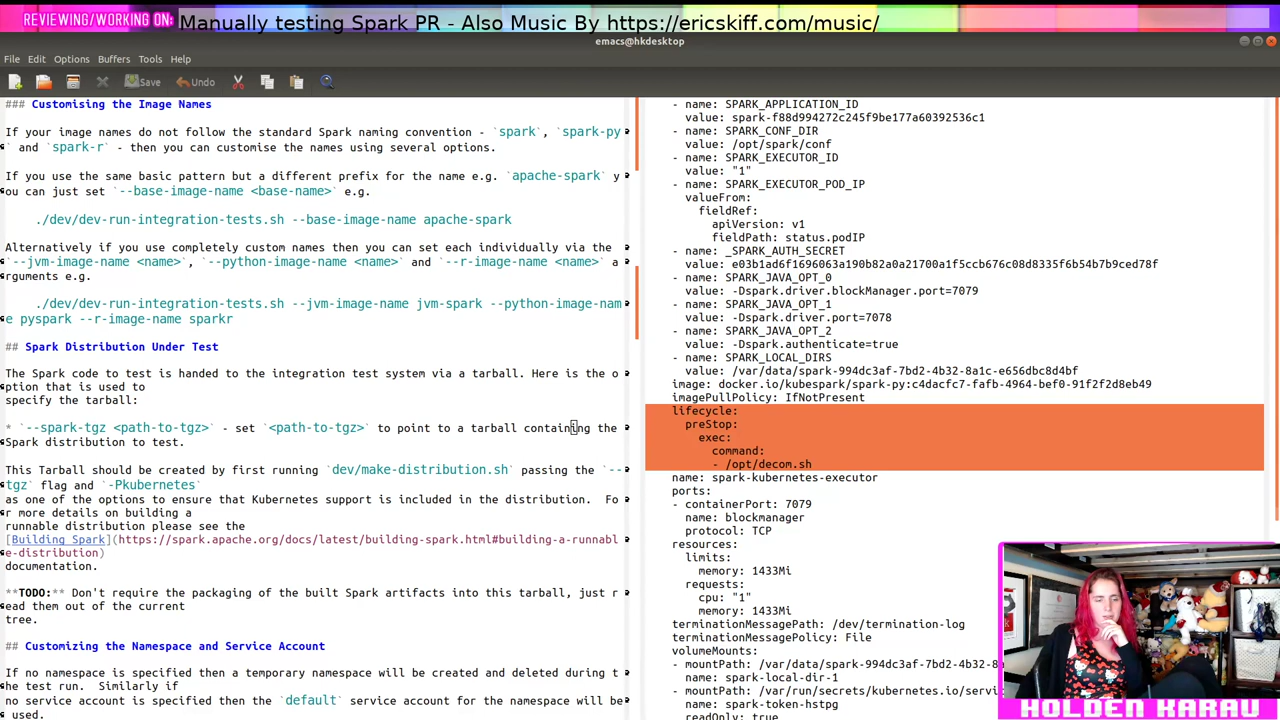 REVIEWING/WORKING ON: Manually testing Spark PR - Also Music By https://ericskiff.com/music/
emacs@hkdesktop
File Edit Options Buffers Tools Help
Save Undo
### Customising the Image Names
If your image names do not follow the standard Spark naming convention - `spark`, `spark-py
` and `spark-r` - then you can customise the names using several options.
If you use the same basic pattern but a different prefix for the name e.g. `apache-spark` y
ou can just set `--base-image-name <base-name>` e.g.
./dev/dev-run-integration-tests.sh --base-image-name apache-spark
Alternatively if you use completely custom names then you can set each individually via the
`--jvm-image-name <name>`, `--python-image-name <name>` and `--r-image-name <name>` a
rguments e.g.
./dev/dev-run-integration-tests.sh --jvm-image-name jvm-spark --python-image-nam
e pyspark --r-image-name sparkr
## Spark Distribution Under Test
The Spark code to test is handed to the integration test system via a tarball. Here is the o
ption that is used to
specify the tarball:
* `--spark-tgz <path-to-tgz>` - set `<path-to-tgz>` to point to a tarball containing the
Spark distribution to test.
This Tarball should be created by first running `dev/make-distribution.sh` passing the `--
tgz` flag and `-Pkubernetes`
as one of the options to ensure that Kubernetes support is included in the distribution.  Fo
r more details on building a
runnable distribution please see the
[Building Spark](https://spark.apache.org/docs/latest/building-spark.html#building-a-runnabl
e-distribution)
documentation.
**TODO:** Don't require the packaging of the built Spark artifacts into this tarball, just r
ead them out of the current
tree.
## Customizing the Namespace and Service Account
If no namespace is specified then a temporary namespace will be created and deleted during t
he test run.  Similarly if
no service account is specified then the `default` service account for the namespace will be
used.
- name: SPARK_APPLICATION_ID
value: spark-f88d994272c245f9be177a60392536c1
- name: SPARK_CONF_DIR
value: /opt/spark/conf
- name: SPARK_EXECUTOR_ID
value: "1"
- name: SPARK_EXECUTOR_POD_IP
valueFrom:
fieldRef:
apiVersion: v1
fieldPath: status.podIP
- name: _SPARK_AUTH_SECRET
value: e03b1ad6f1696063a190b82a0a21700a1f5ccb676c08d8335f6b54b7b9ced78f
- name: SPARK_JAVA_OPT_0
value: -Dspark.driver.blockManager.port=7079
- name: SPARK_JAVA_OPT_1
value: -Dspark.driver.port=7078
- name: SPARK_JAVA_OPT_2
value: -Dspark.authenticate=true
- name: SPARK_LOCAL_DIRS
value: /var/data/spark-994dc3af-7bd2-4b32-8a1c-e656dbc8d4bf
image: docker.io/kubespark/spark-py:c4dacfc7-fafb-4964-bef0-91f2f2d8eb49
imagePullPolicy: IfNotPresent
lifecycle:
preStop:
exec:
command:
- /opt/decom.sh
name: spark-kubernetes-executor
ports:
- containerPort: 7079
name: blockmanager
protocol: TCP
resources:
limits:
memory: 1433Mi
requests:
cpu: "1"
memory: 1433Mi
terminationMessagePath: /dev/termination-log
terminationMessagePolicy: File
volumeMounts:
- mountPath: /var/data/spark-994dc3af-7bd2-4b32-8
name: spark-local-dir-1
- mountPath: /var/run/secrets/kubernetes.io/servi
name: spark-token-hstpg
readOnly: true
HOLDEN KARAU